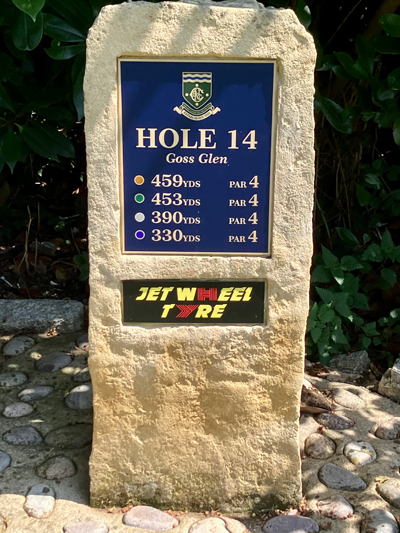 HOLE 14
Goss Glen
459YDS PAR 4
453YDS PAR 4
390YDS PAR 4
330YDS PAR 4
JET WHEEL
TYRE